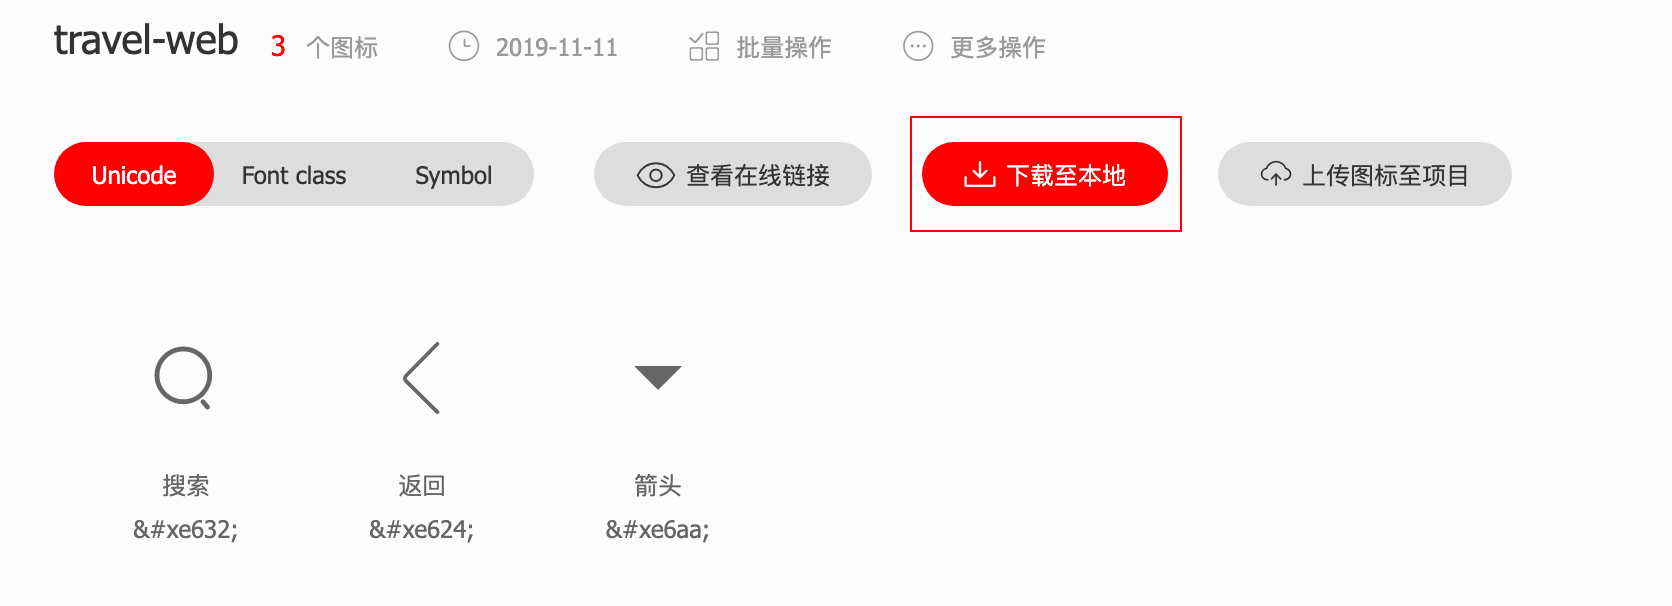 travel-web 3 个图标 2019-11-11 批量操作 更多操作
Unicode Font class Symbol 查看在线链接 下载至本地 上传图标至项目
搜索 返回 箭头
&#xe632; &#xe624; &#xe6aa;